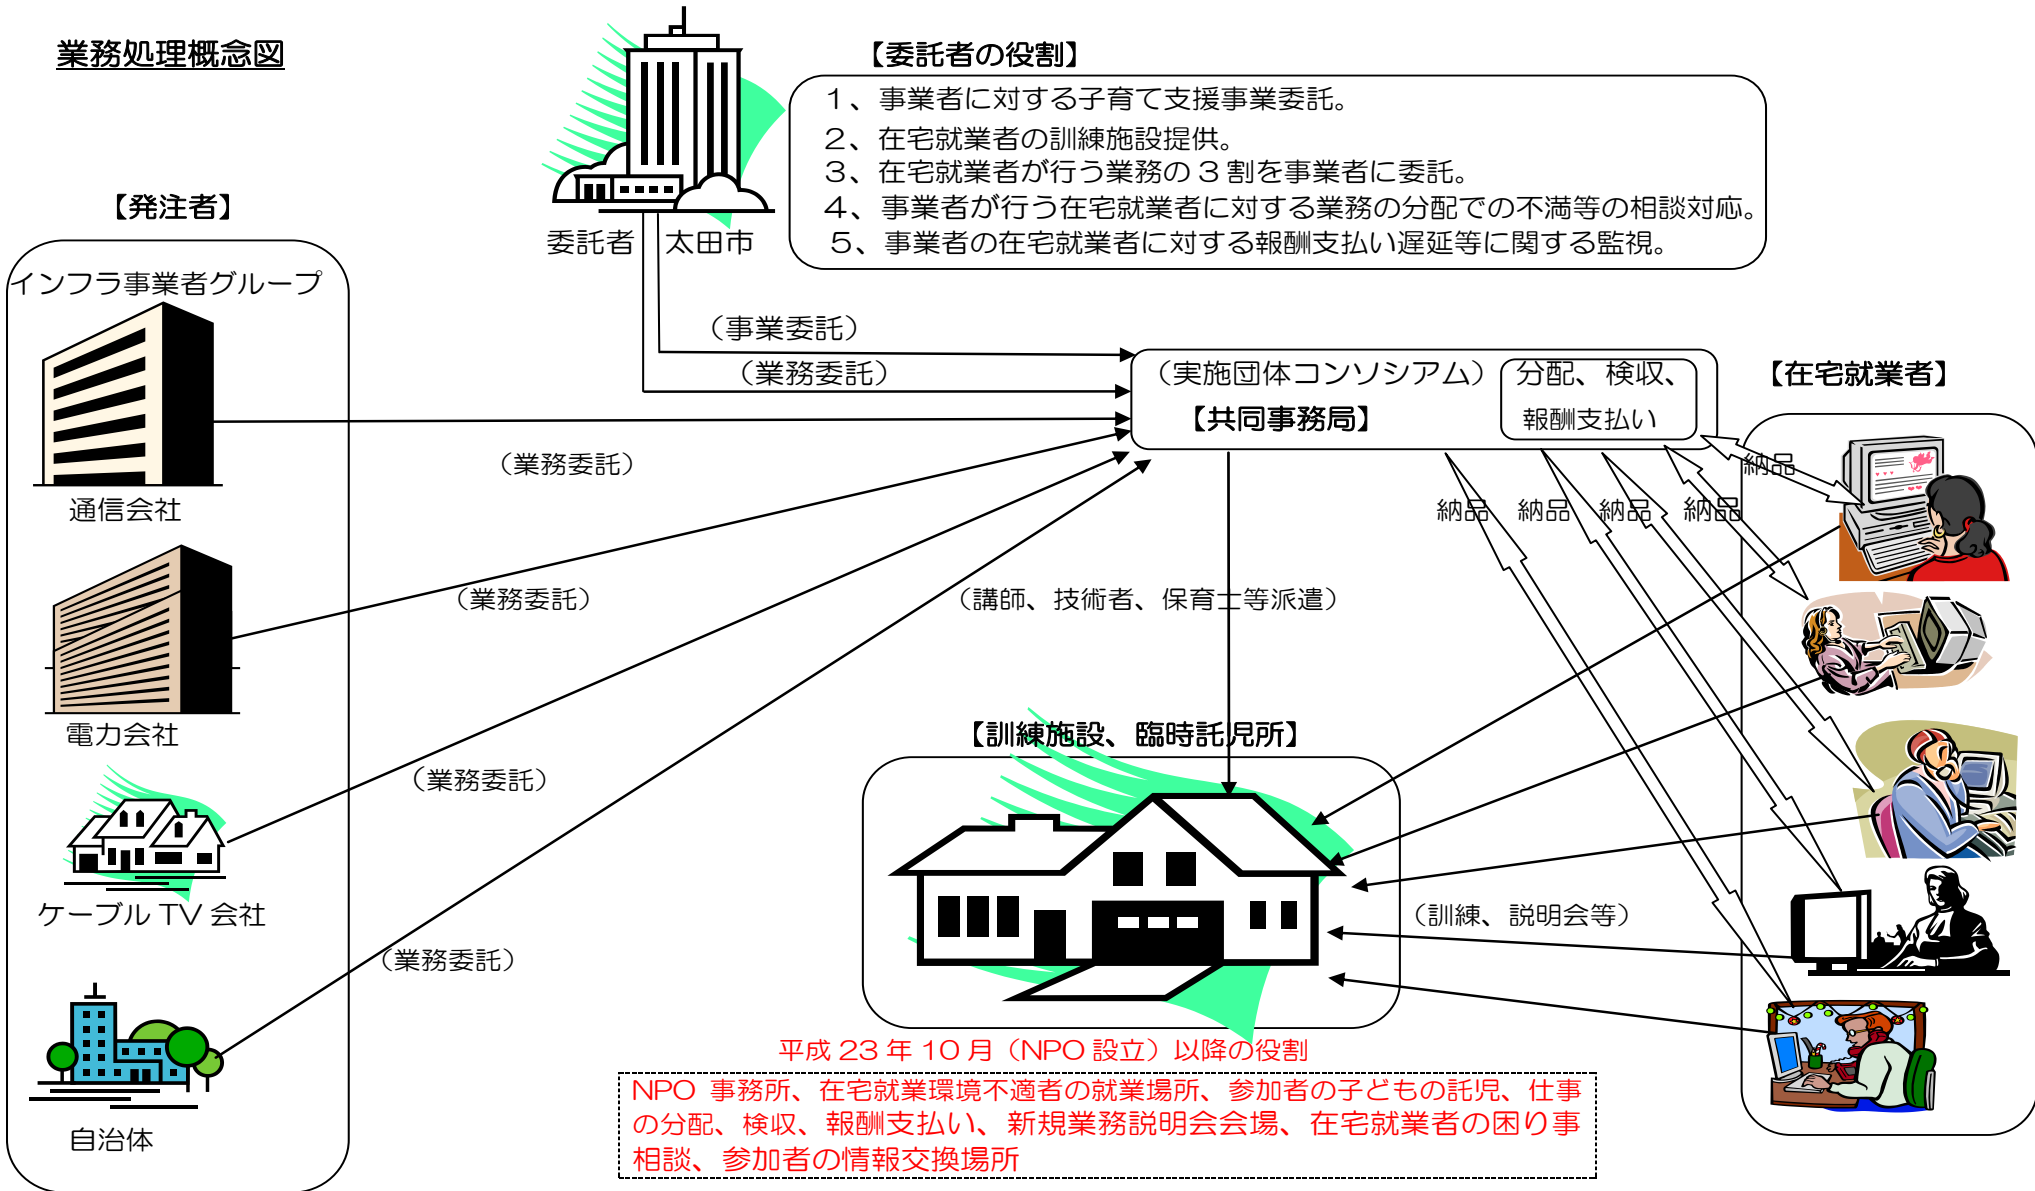 業務処理概念図
【委託者の役割】
１、事業者に対する子育て支援事業委託。
２、在宅就業者の訓練施設提供。
３、在宅就業者が行う業務の３割を事業者に委託。
４、事業者が行う在宅就業者に対する業務の分配での不満等の相談対応。
５、事業者の在宅就業者に対する報酬支払い遅延等に関する監視。
委託者　太田市
【発注者】
インフラ事業者グループ
通信会社
電力会社
ケーブル TV 会社
自治体
（事業委託）
（業務委託）
（業務委託）
（業務委託）
（業務委託）
（業務委託）
（実施団体コンソシアム）
【共同事務局】
分配、検収、
報酬支払い
【在宅就業者】
納品
納品
納品
納品
納品
（講師、技術者、保育士等派遣）
【訓練施設、臨時託児所】
（訓練、説明会等）
平成 23 年 10 月（NPO 設立）以降の役割
NPO 事務所、在宅就業環境不適者の就業場所、参加者の子どもの託児、仕事
の分配、検収、報酬支払い、新規業務説明会会場、在宅就業者の困り事
相談、参加者の情報交換場所